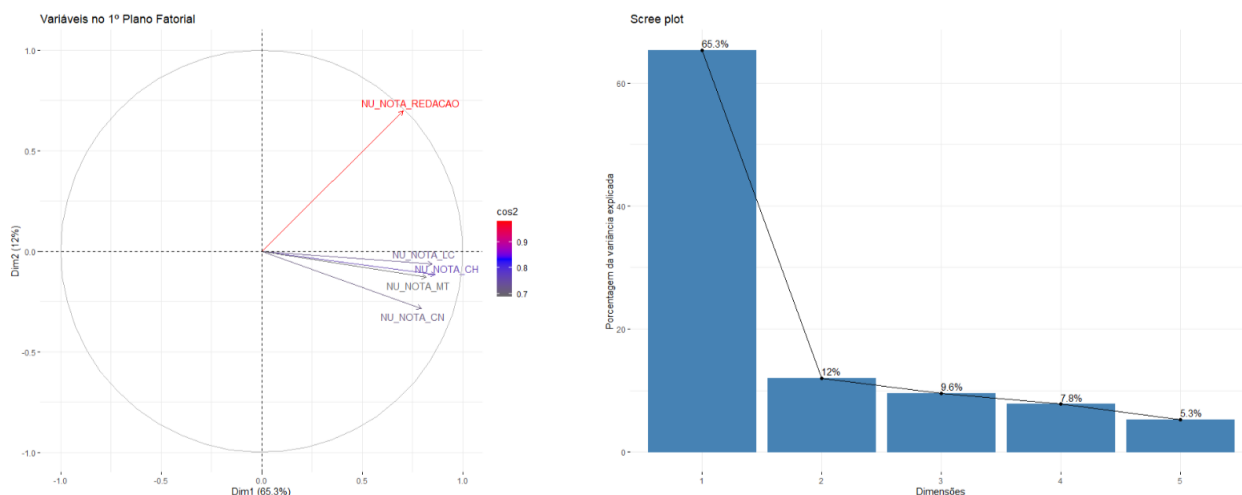 Variáveis no 1º Plano Fatorial
1.0
0.5
0.0
-0.5
-1.0
Dim2 (12%)
NU_NOTA_REDACAO
NU_NOTA_LC
NU_NOTA_CH
NU_NOTA_MT
NU_NOTA_CN
-1.0
-0.5
0.0
0.5
1.0
Dim1 (65.3%)
cos2
0.9
0.8
0.7
Scree plot
Porcentagem da variância explicada
60
40
20
0
65.3%
12%
9.6%
7.8%
5.3%
1
2
3
4
5
Dimensões